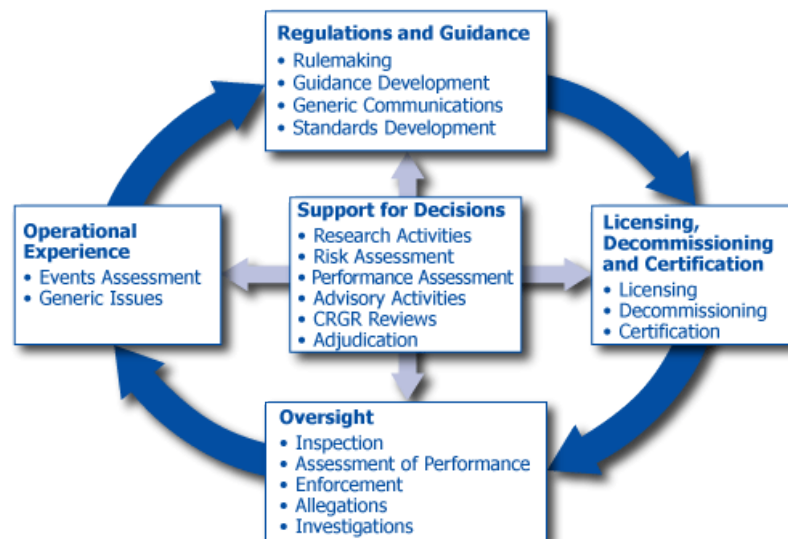 Regulations and Guidance
• Rulemaking
• Guidance Development
• Generic Communications
• Standards Development
Operational
Experience
• Events Assessment
• Generic Issues
Support for Decisions
• Research Activities
• Risk Assessment
• Performance Assessment
• Advisory Activities
• CRGR Reviews
• Adjudication
Licensing,
Decommissioning
and Certification
• Licensing
• Decommissioning
• Certification
Oversight
• Inspection
• Assessment of Performance
• Enforcement
• Allegations
• Investigations